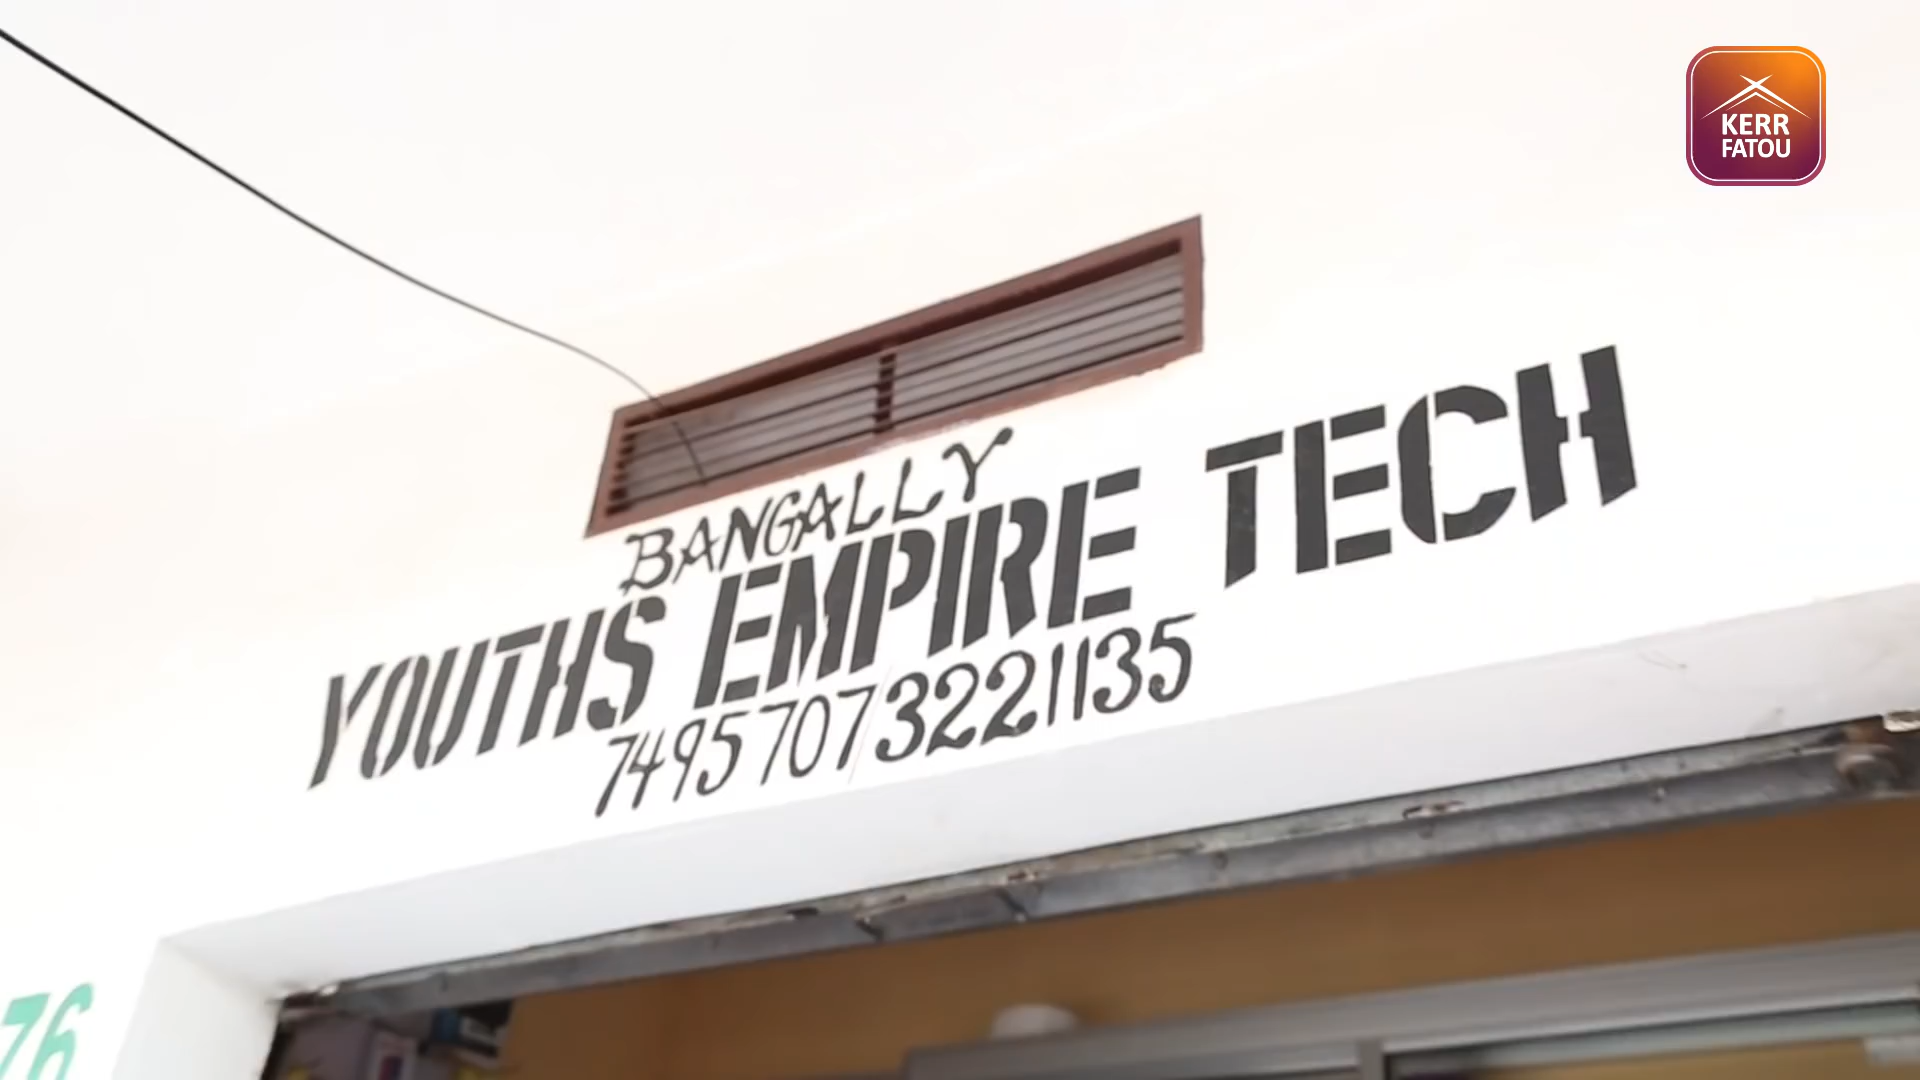 KERR
FATOU
BANGALLY
YOUTHS EMPIRE TECH
7495707/3221135
76